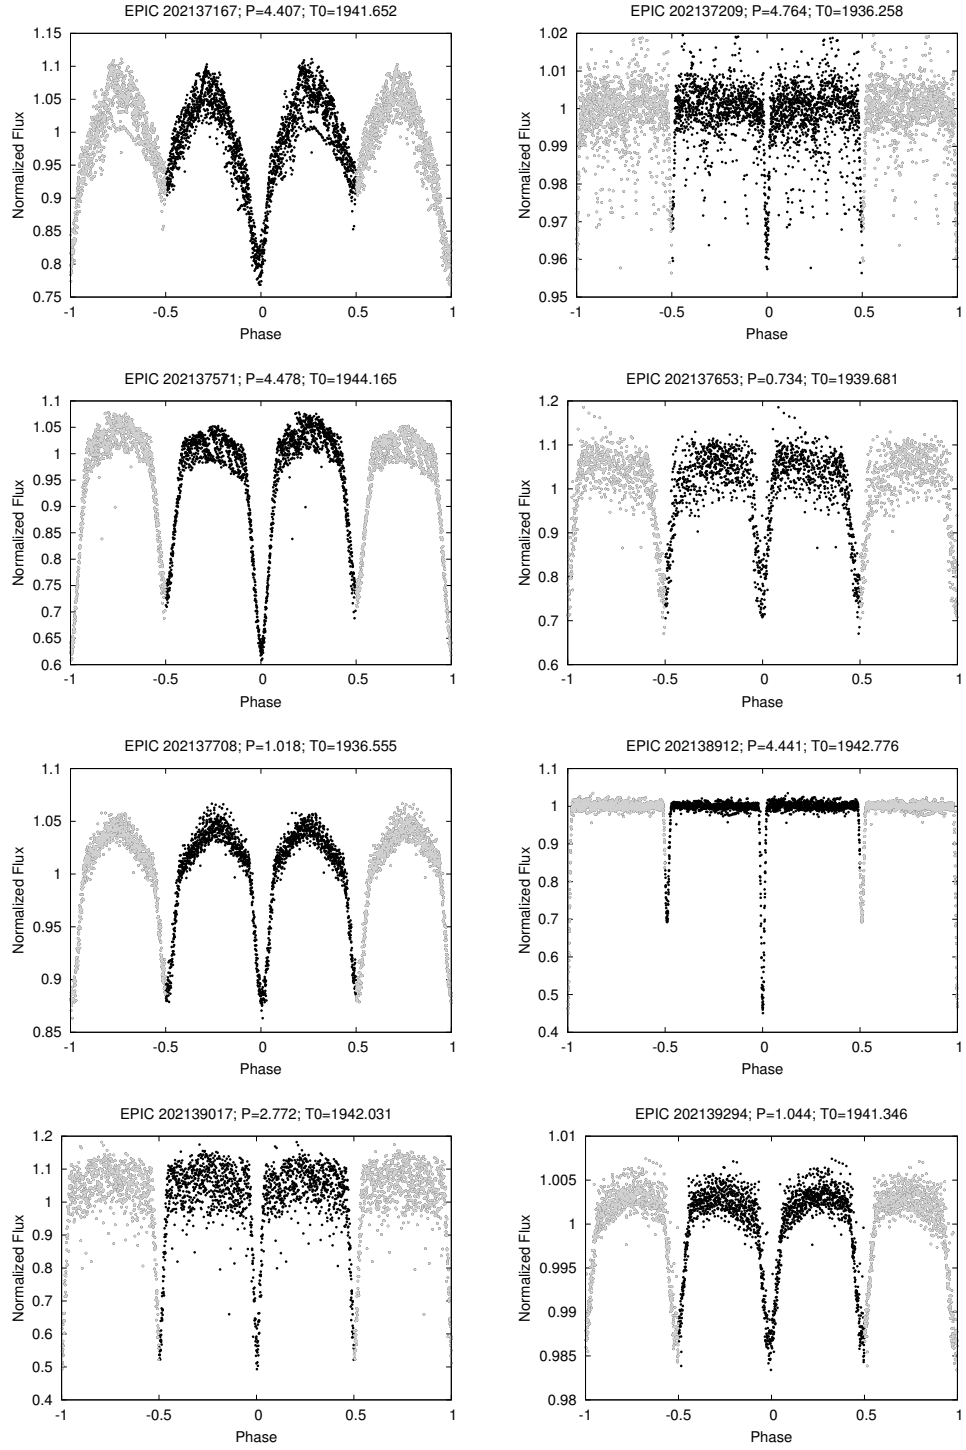 EPIC 202137167; P=4.407; T0=1941.652
1.15
1.1
1.05
1
0.95
0.9
0.85
0.8
0.75
Normalized Flux
-1 -0.5 0 0.5 1
Phase
EPIC 202137209; P=4.764; T0=1936.258
1.02
1.01
1
0.99
0.98
0.97
0.96
0.95
Normalized Flux
-1 -0.5 0 0.5 1
Phase
EPIC 202137571; P=4.478; T0=1944.165
1.1
1.05
1
0.95
0.9
0.85
0.8
0.75
0.7
0.65
0.6
Normalized Flux
-1 -0.5 0 0.5 1
Phase
EPIC 202137653; P=0.734; T0=1939.681
1.2
1.1
1
0.9
0.8
0.7
0.6
Normalized Flux
-1 -0.5 0 0.5 1
Phase
EPIC 202137708; P=1.018; T0=1936.555
1.1
1.05
1
0.95
0.9
0.85
Normalized Flux
-1 -0.5 0 0.5 1
Phase
EPIC 202138912; P=4.441; T0=1942.776
1.1
1
0.9
0.8
0.7
0.6
0.5
0.4
Normalized Flux
-1 -0.5 0 0.5 1
Phase
EPIC 202139017; P=2.772; T0=1942.031
1.2
1.1
1
0.9
0.8
0.7
0.6
0.5
0.4
Normalized Flux
-1 -0.5 0 0.5 1
Phase
EPIC 202139294; P=1.044; T0=1941.346
1.01
1.005
1
0.995
0.99
0.985
0.98
Normalized Flux
-1 -0.5 0 0.5 1
Phase